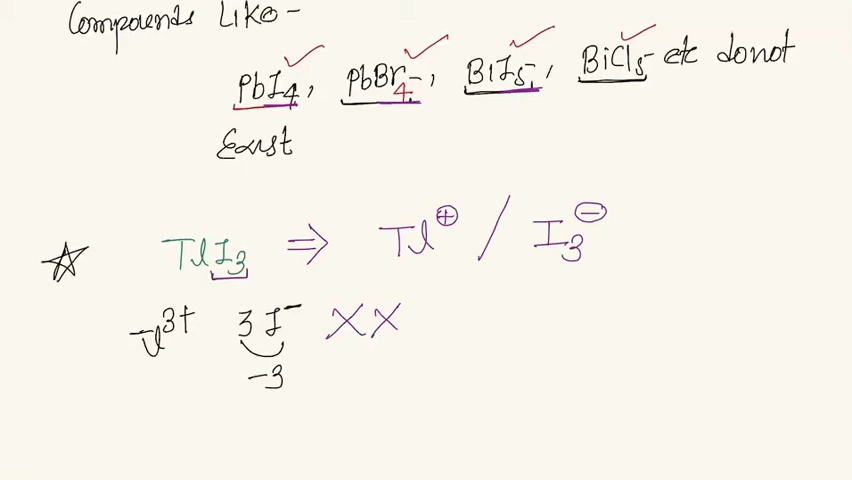 Compounds Like -
PbI4, PbBr4-, BiI5-, BiCl5- etc donot
Exist
TlI3 ⇒ Tl⊕ / I3⊖
Tl3+ 3I- XX
-3